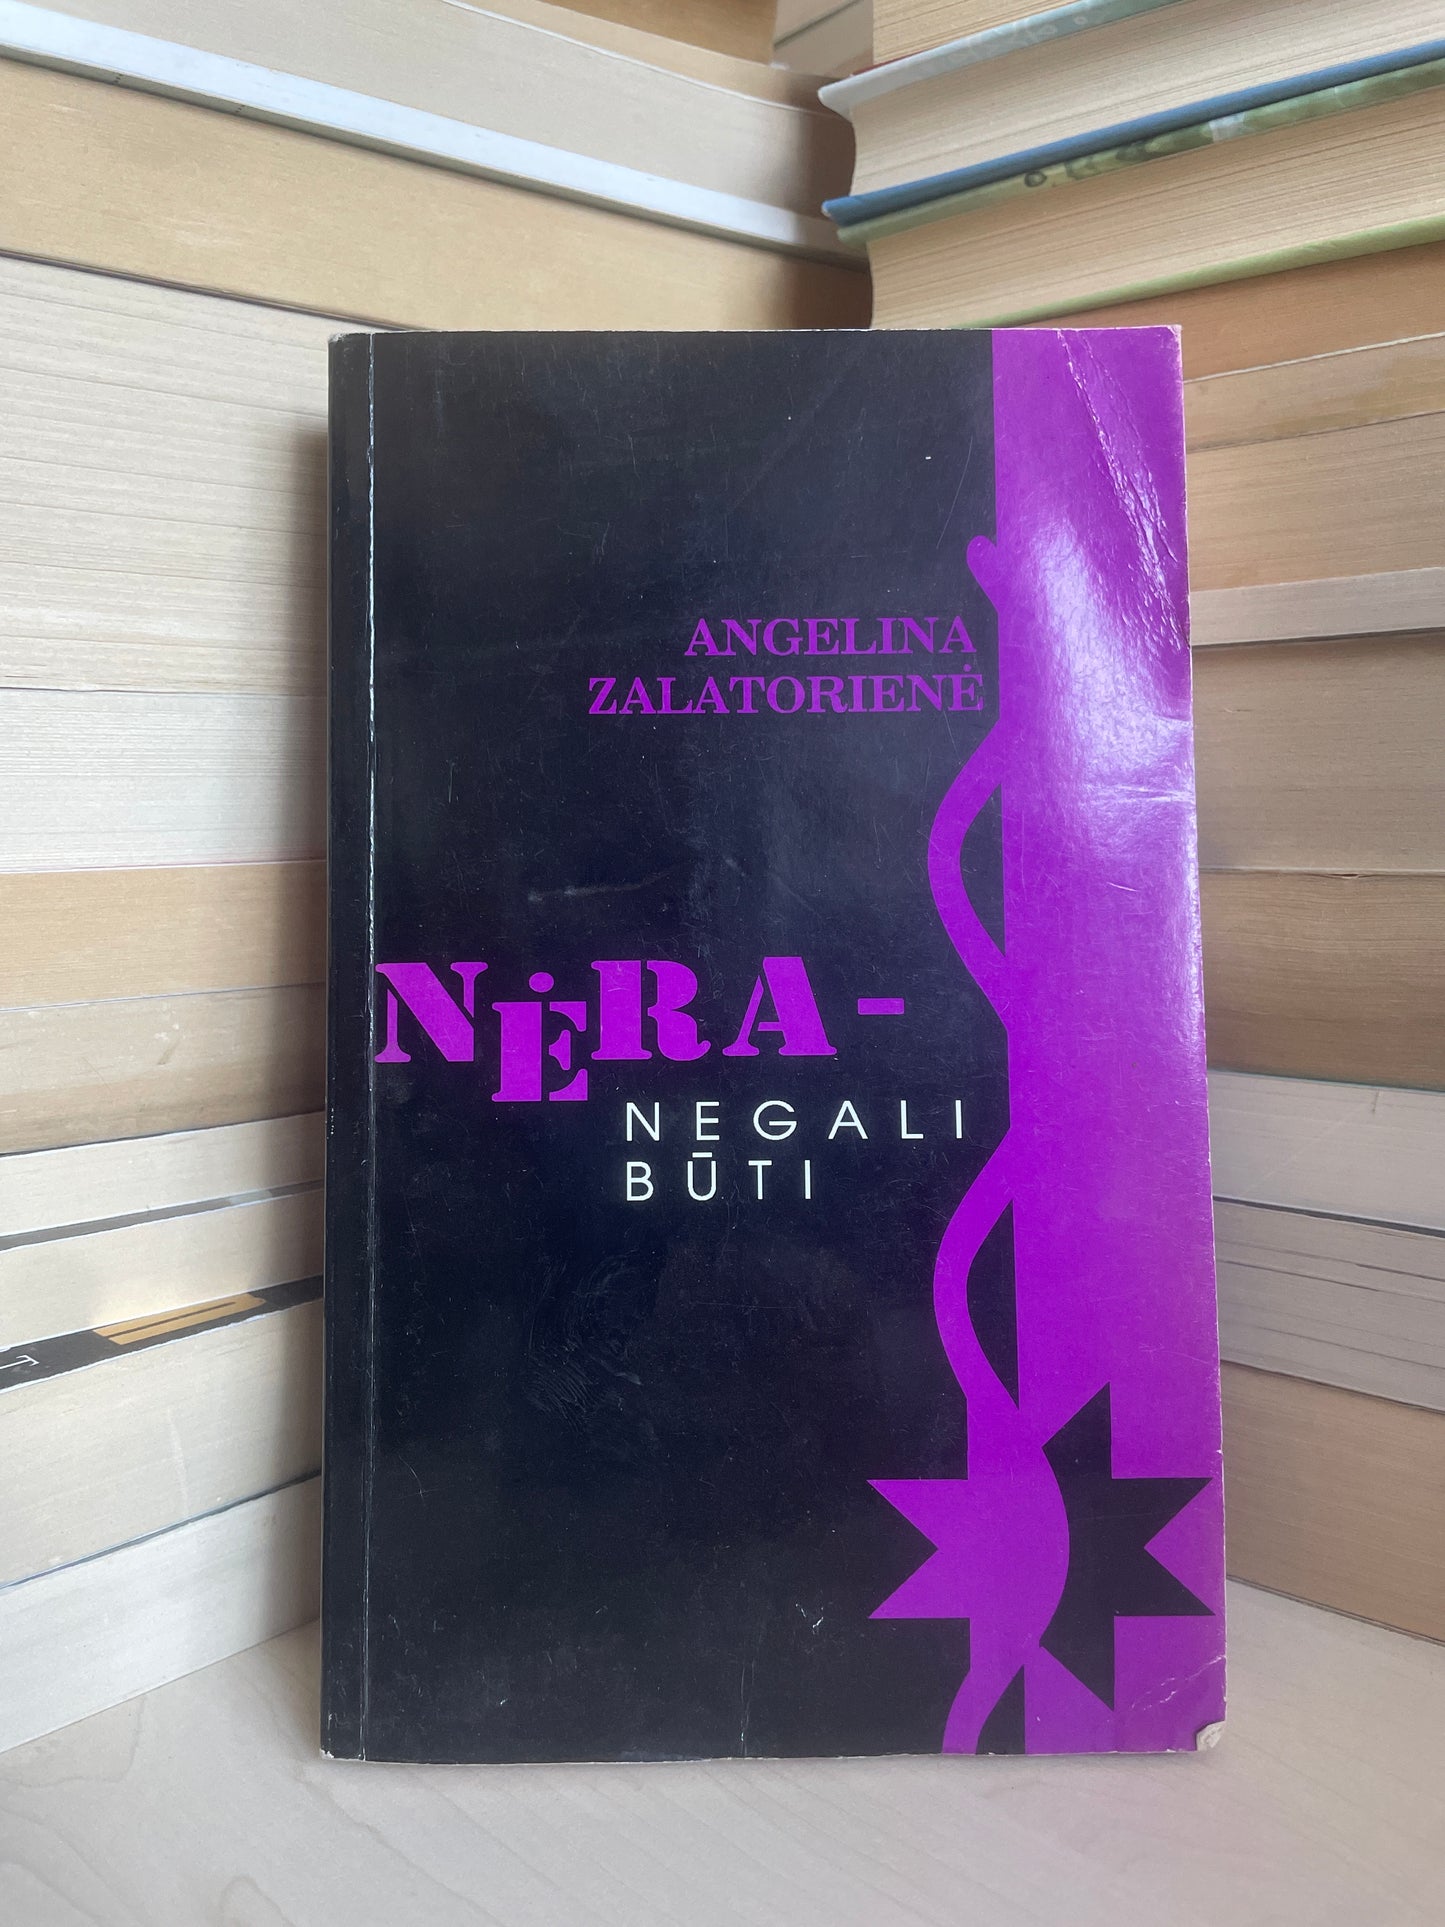 ANGELINA
ZALATORIENĖ
NĖRA -
NEGALI
BŪTI